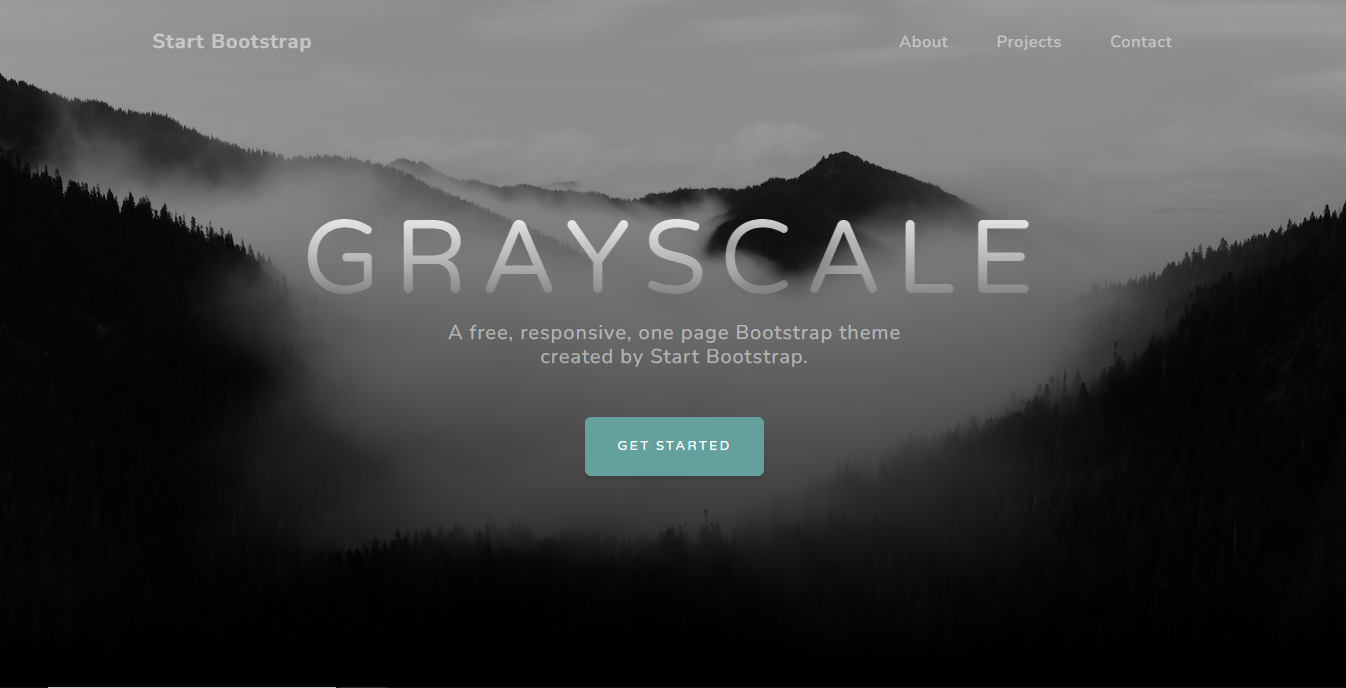 Start Bootstrap
About Projects Contact
GRAYSCALE
A free, responsive, one page Bootstrap theme
created by Start Bootstrap.
GET STARTED